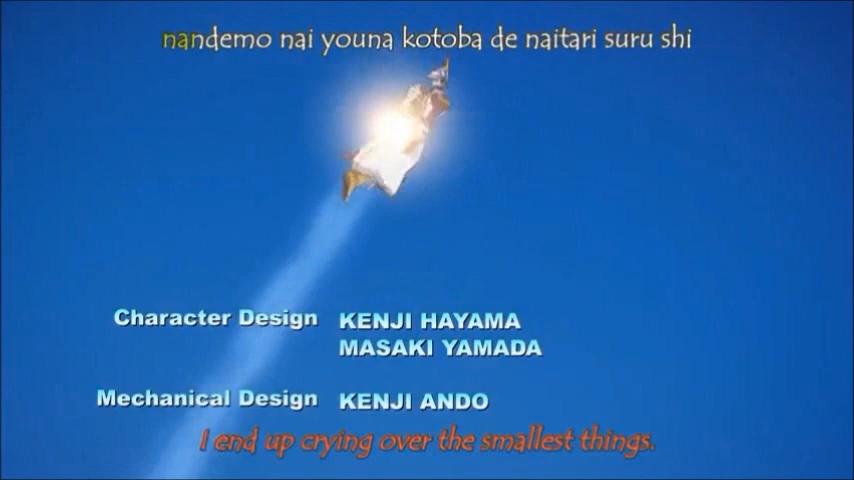 nandemo nai youna kotoba de naitari suru shi
Character Design KENJI HAYAMA
MASAKI YAMADA
Mechanical Design KENJI ANDO
I end up crying over the smallest things.